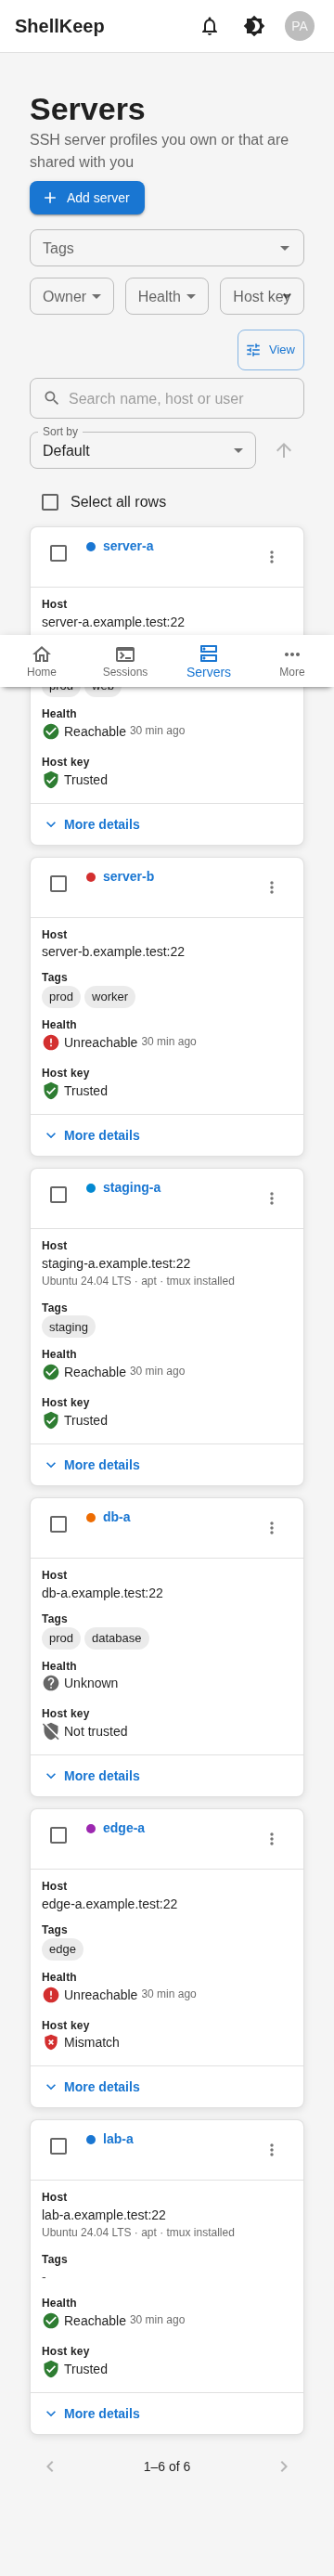 ShellKeep
PA
Servers
SSH server profiles you own or that are
shared with you
Add server
Tags
Owner
Health
Host key
View
Search name, host or user
Sort by
Default
Select all rows
server-a
Host
server-a.example.test:22
Home
Sessions
Servers
More
prod
web
Health
Reachable 30 min ago
Host key
Trusted
More details
server-b
Host
server-b.example.test:22
Tags
prod
worker
Health
Unreachable 30 min ago
Host key
Trusted
More details
staging-a
Host
staging-a.example.test:22
Ubuntu 24.04 LTS · apt · tmux installed
Tags
staging
Health
Reachable 30 min ago
Host key
Trusted
More details
db-a
Host
db-a.example.test:22
Tags
prod
database
Health
Unknown
Host key
Not trusted
More details
edge-a
Host
edge-a.example.test:22
Tags
edge
Health
Unreachable 30 min ago
Host key
Mismatch
More details
lab-a
Host
lab-a.example.test:22
Ubuntu 24.04 LTS · apt · tmux installed
Tags
-
Health
Reachable 30 min ago
Host key
Trusted
More details
1–6 of 6